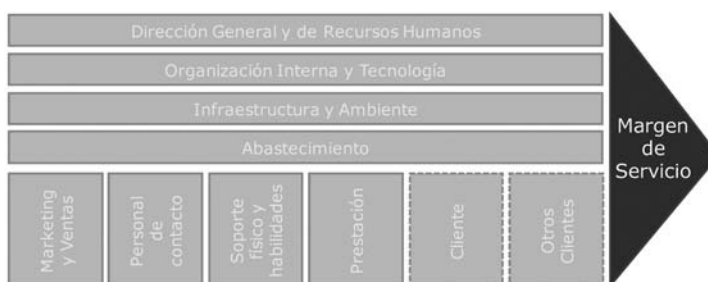 Dirección General y de Recursos Humanos
Organización Interna y Tecnología
Infraestructura y Ambiente
Abastecimiento
Marketing
y Ventas
Personal
de
contacto
Soporte
físico y
habilidades
Prestación
Cliente
Otros
Clientes
Margen
de
Servicio